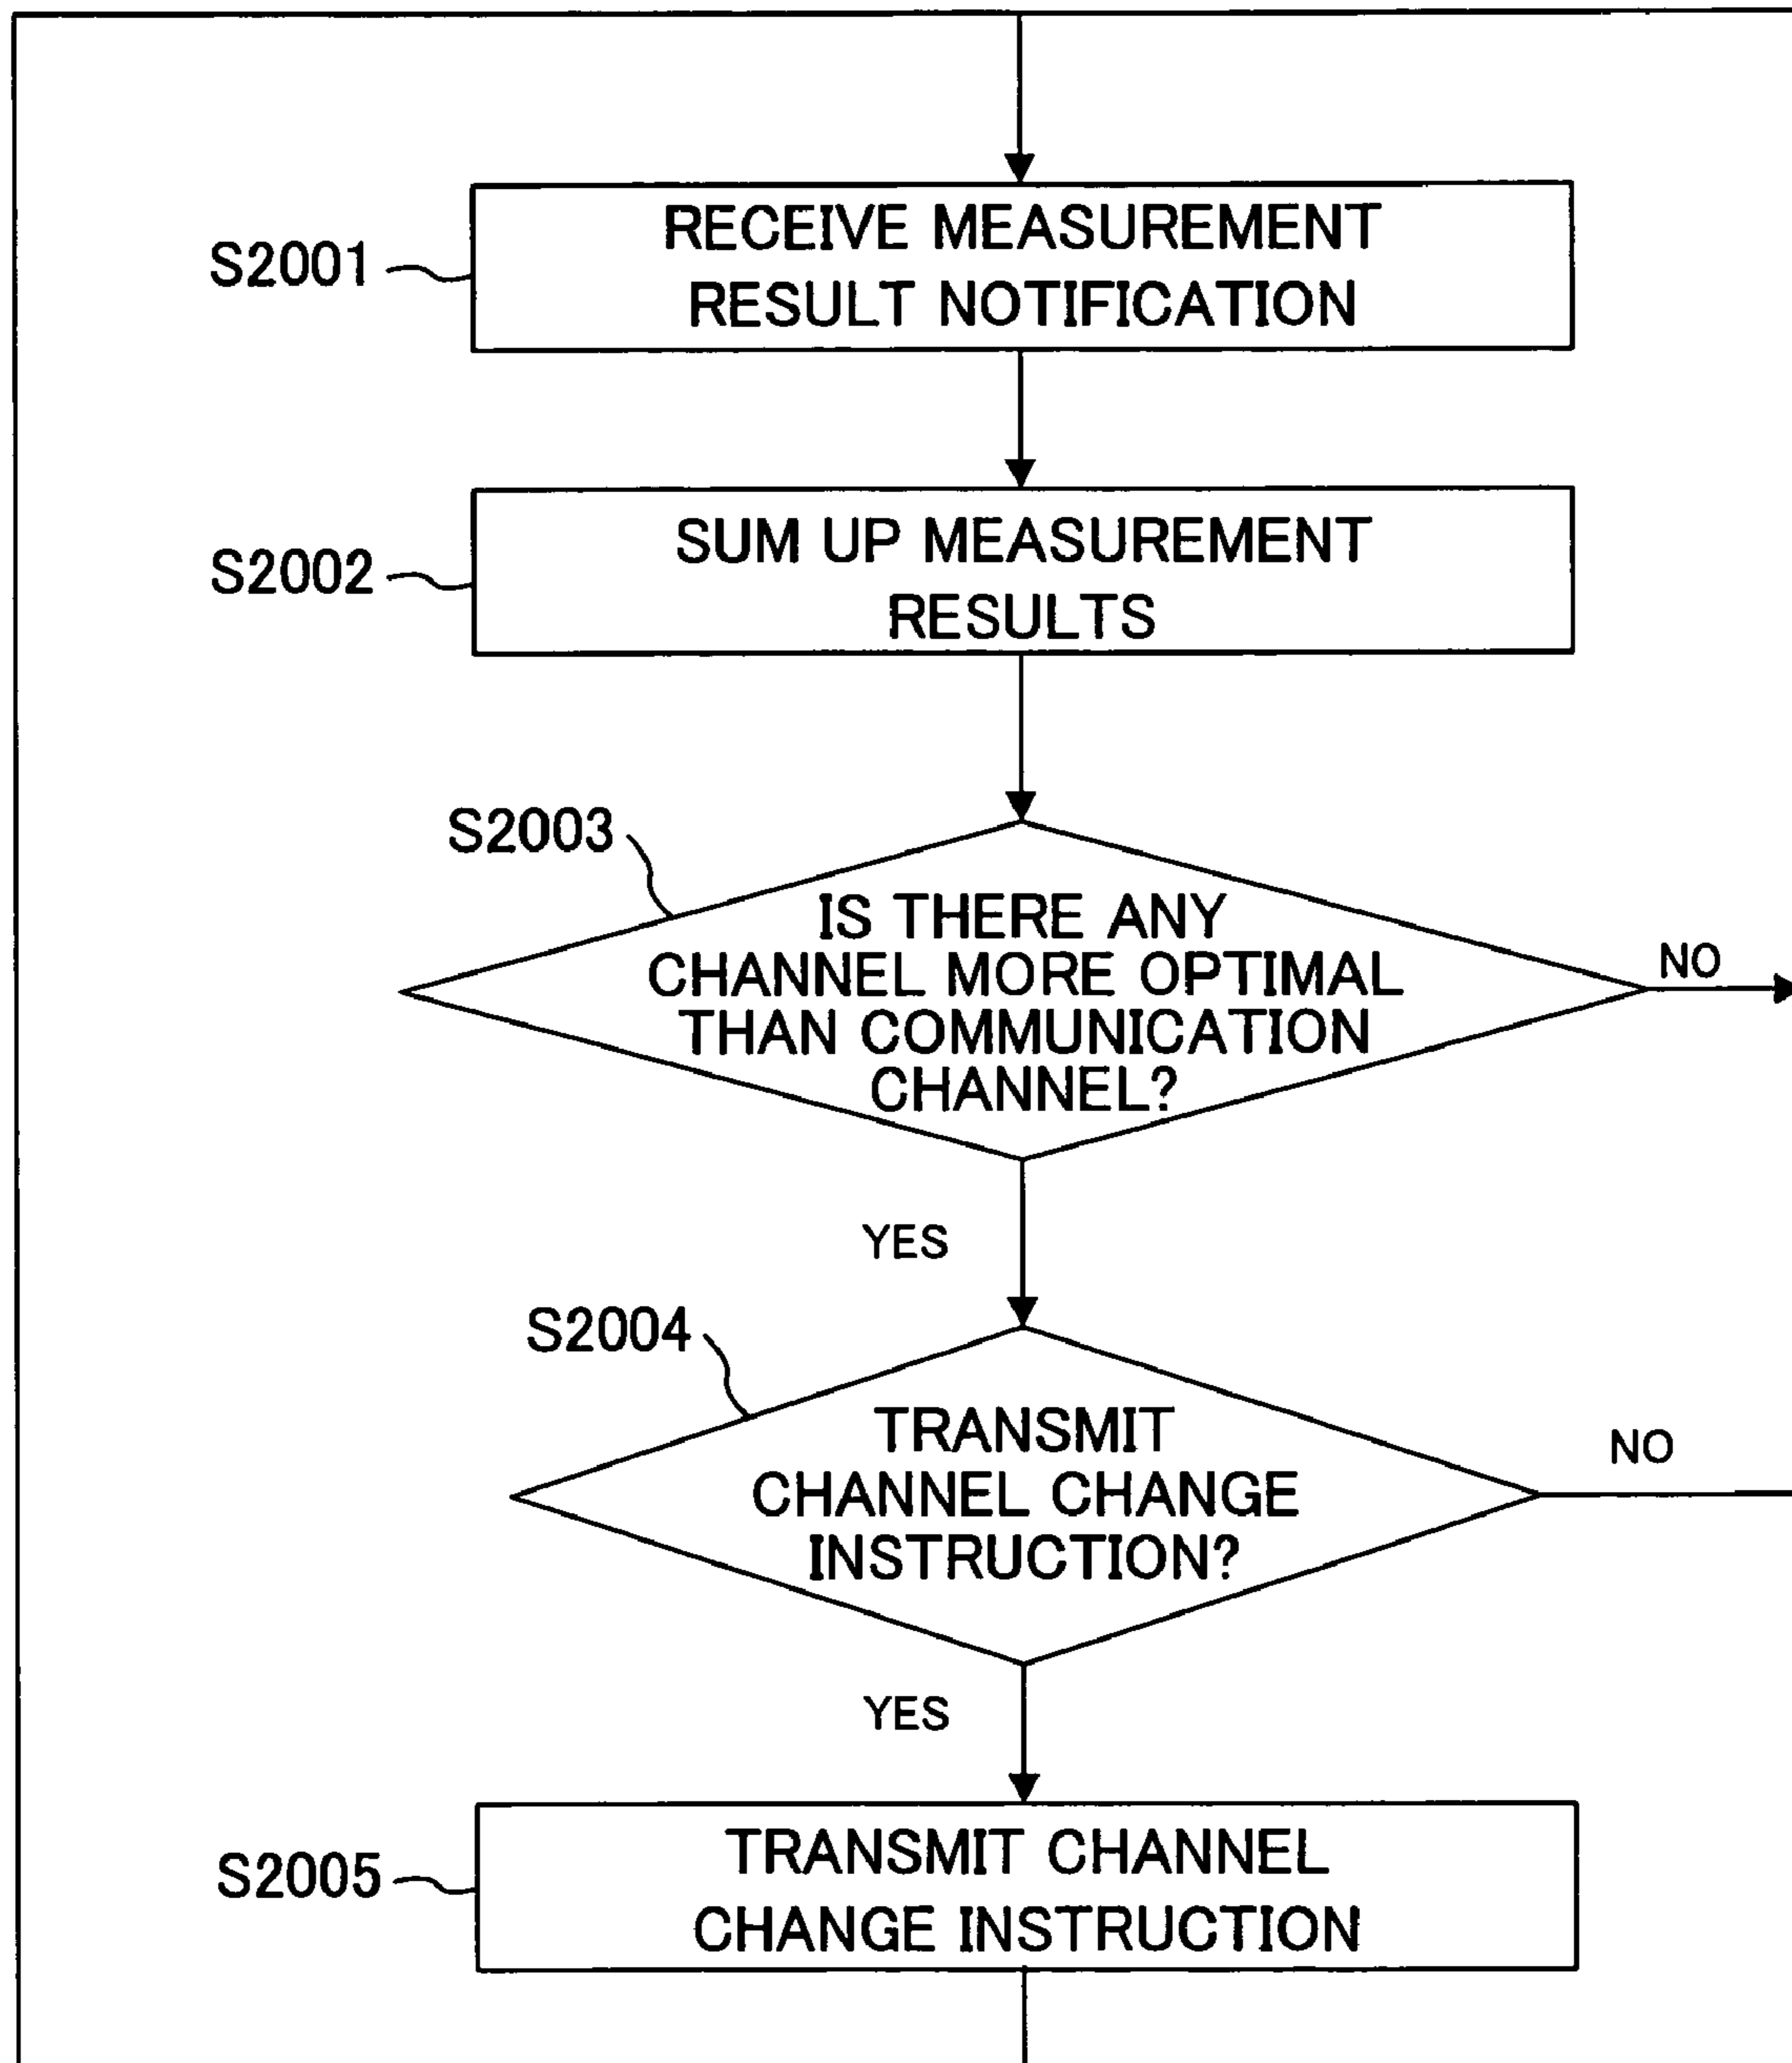 S2001
RECEIVE MEASUREMENT
RESULT NOTIFICATION
S2002
SUM UP MEASUREMENT
RESULTS
S2003
IS THERE ANY
CHANNEL MORE OPTIMAL
THAN COMMUNICATION
CHANNEL?
NO
YES
S2004
TRANSMIT
CHANNEL CHANGE
INSTRUCTION?
NO
YES
S2005
TRANSMIT CHANNEL
CHANGE INSTRUCTION